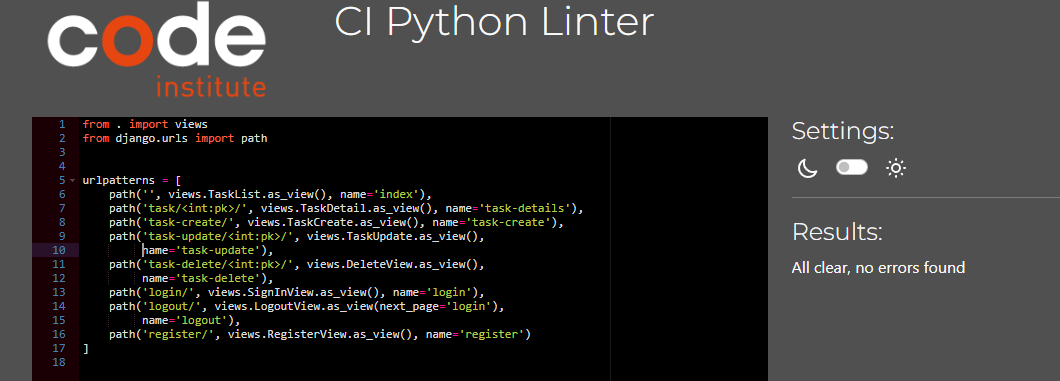 code
institute
CI Python Linter
1 from . import views
2 from django.urls import path
3
4
5 urlpatterns = [
6     path('', views.TaskList.as_view(), name='index'),
7     path('task/<int:pk>/', views.TaskDetail.as_view(), name='task-details'),
8     path('task-create/', views.TaskCreate.as_view(), name='task-create'),
9     path('task-update/<int:pk>/', views.TaskUpdate.as_view(),
10         name='task-update'),
11     path('task-delete/<int:pk>/', views.DeleteView.as_view(),
12         name='task-delete'),
13     path('login/', views.SignInView.as_view(), name='login'),
14     path('logout/', views.LogoutView.as_view(next_page='login'),
15         name='logout'),
16     path('register/', views.RegisterView.as_view(), name='register')
17 ]
18
Settings:
Results:
All clear, no errors found